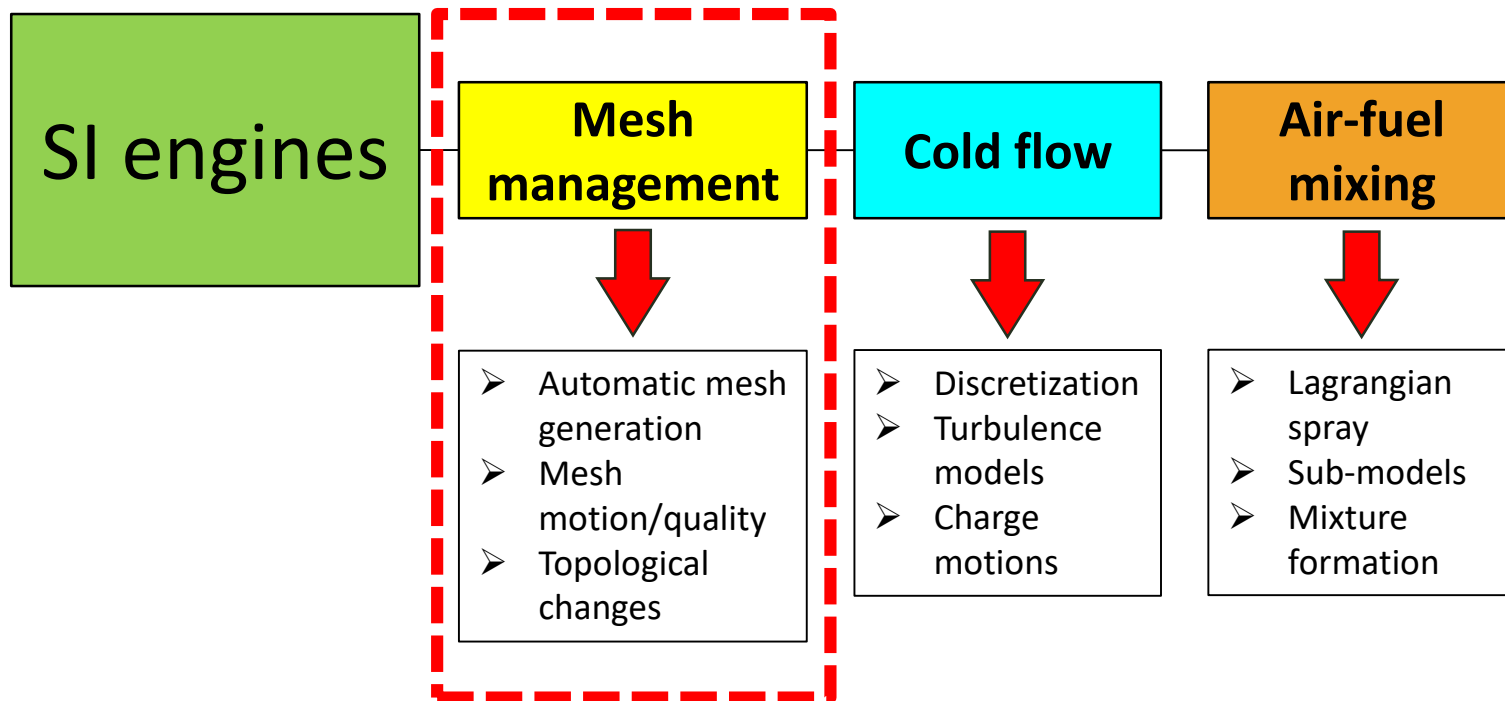 SI engines
Mesh
management
Cold flow
Air-fuel
mixing
➢ Automatic mesh
generation
➢ Mesh
motion/quality
➢ Topological
changes
➢ Discretization
➢ Turbulence
models
➢ Charge
motions
➢ Lagrangian
spray
➢ Sub-models
➢ Mixture
formation